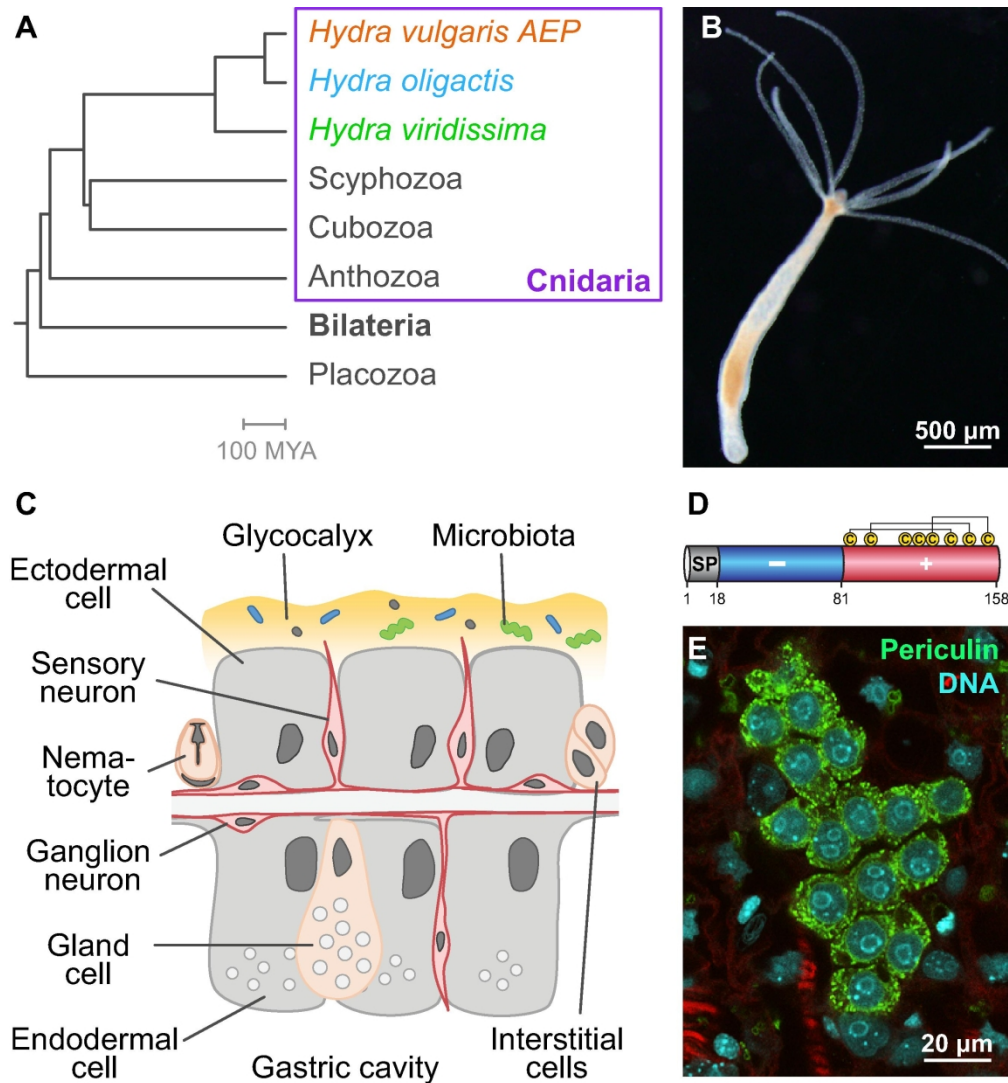 A
Hydra vulgaris AEP
Hydra oligactis
Hydra viridissima
Scyphozoa
Cubozoa
Anthozoa
Cnidaria
Bilateria
Placozoa
100 MYA
B
500 µm
C
Glycocalyx
Microbiota
Ectodermal
cell
Sensory
neuron
Nema-
tocyte
Ganglion
neuron
Gland
cell
Endodermal
cell
Gastric cavity
Interstitial
cells
D
C C C C C C C C
SP − +
1 18 81 158
E
Periculin
DNA
20 µm